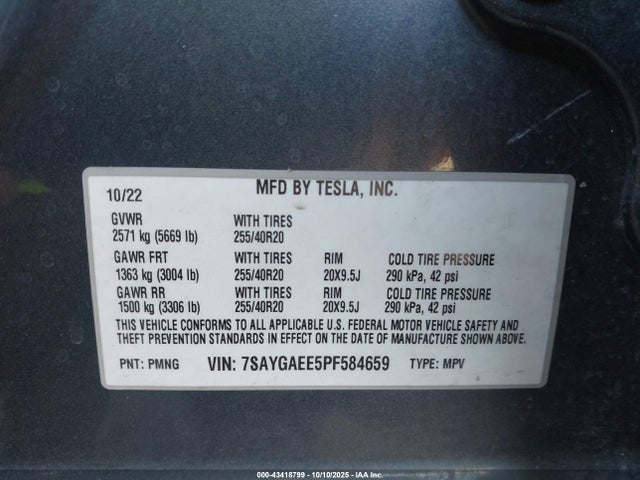 MFD BY TESLA, INC.
10/22
GVWR WITH TIRES
2571 kg (5669 lb) 255/40R20
GAWR FRT WITH TIRES RIM COLD TIRE PRESSURE
1363 kg (3004 lb) 255/40R20 20X9.5J 290 kPa, 42 psi
GAWR RR WITH TIRES RIM COLD TIRE PRESSURE
1500 kg (3306 lb) 255/40R20 20X9.5J 290 kPa, 42 psi
THIS VEHICLE CONFORMS TO ALL APPLICABLE U.S. FEDERAL MOTOR VEHICLE SAFETY AND
THEFT PREVENTION STANDARDS IN EFFECT ON THE DATE OF MANUFACTURE SHOWN ABOVE.
PNT: PMNG VIN: 7SAYGAEE5PF584659 TYPE: MPV
000-43418799 - 10/10/2025 - IAA Inc.